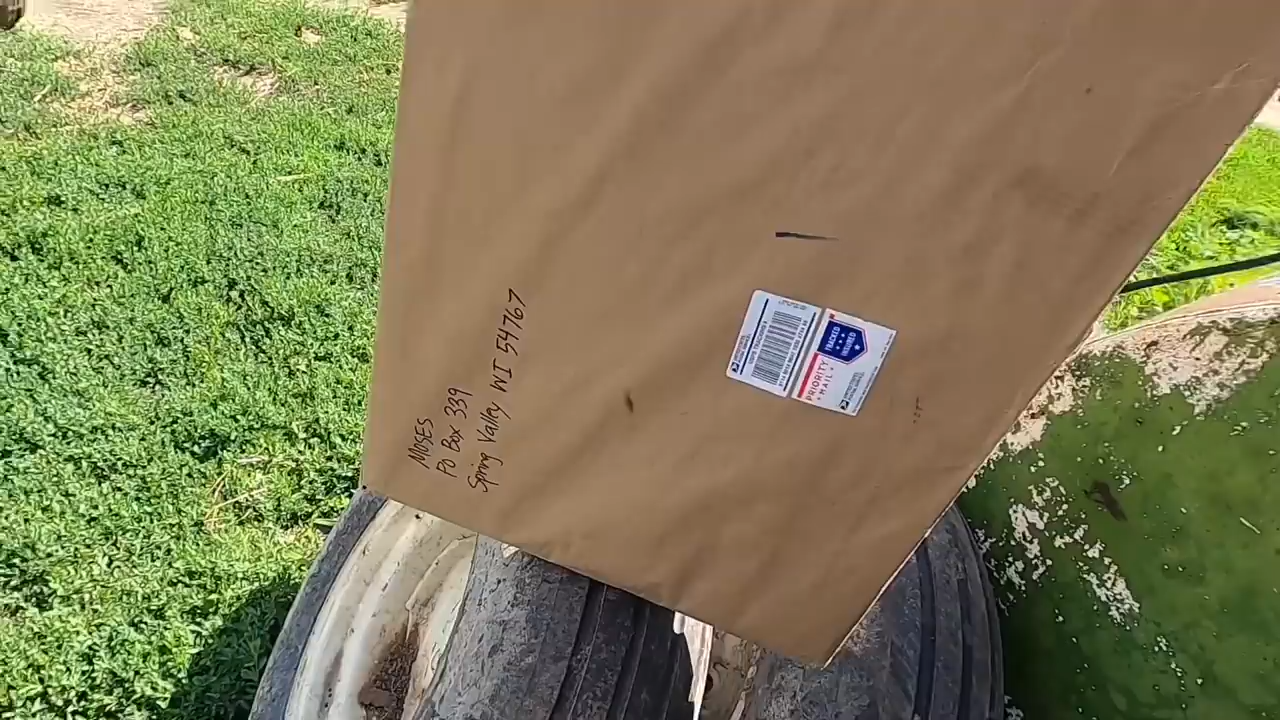 MOSES
PO Box 339
Spring Valley WI 54767
PRIORITY
MAIL
TRACKED
INSURED